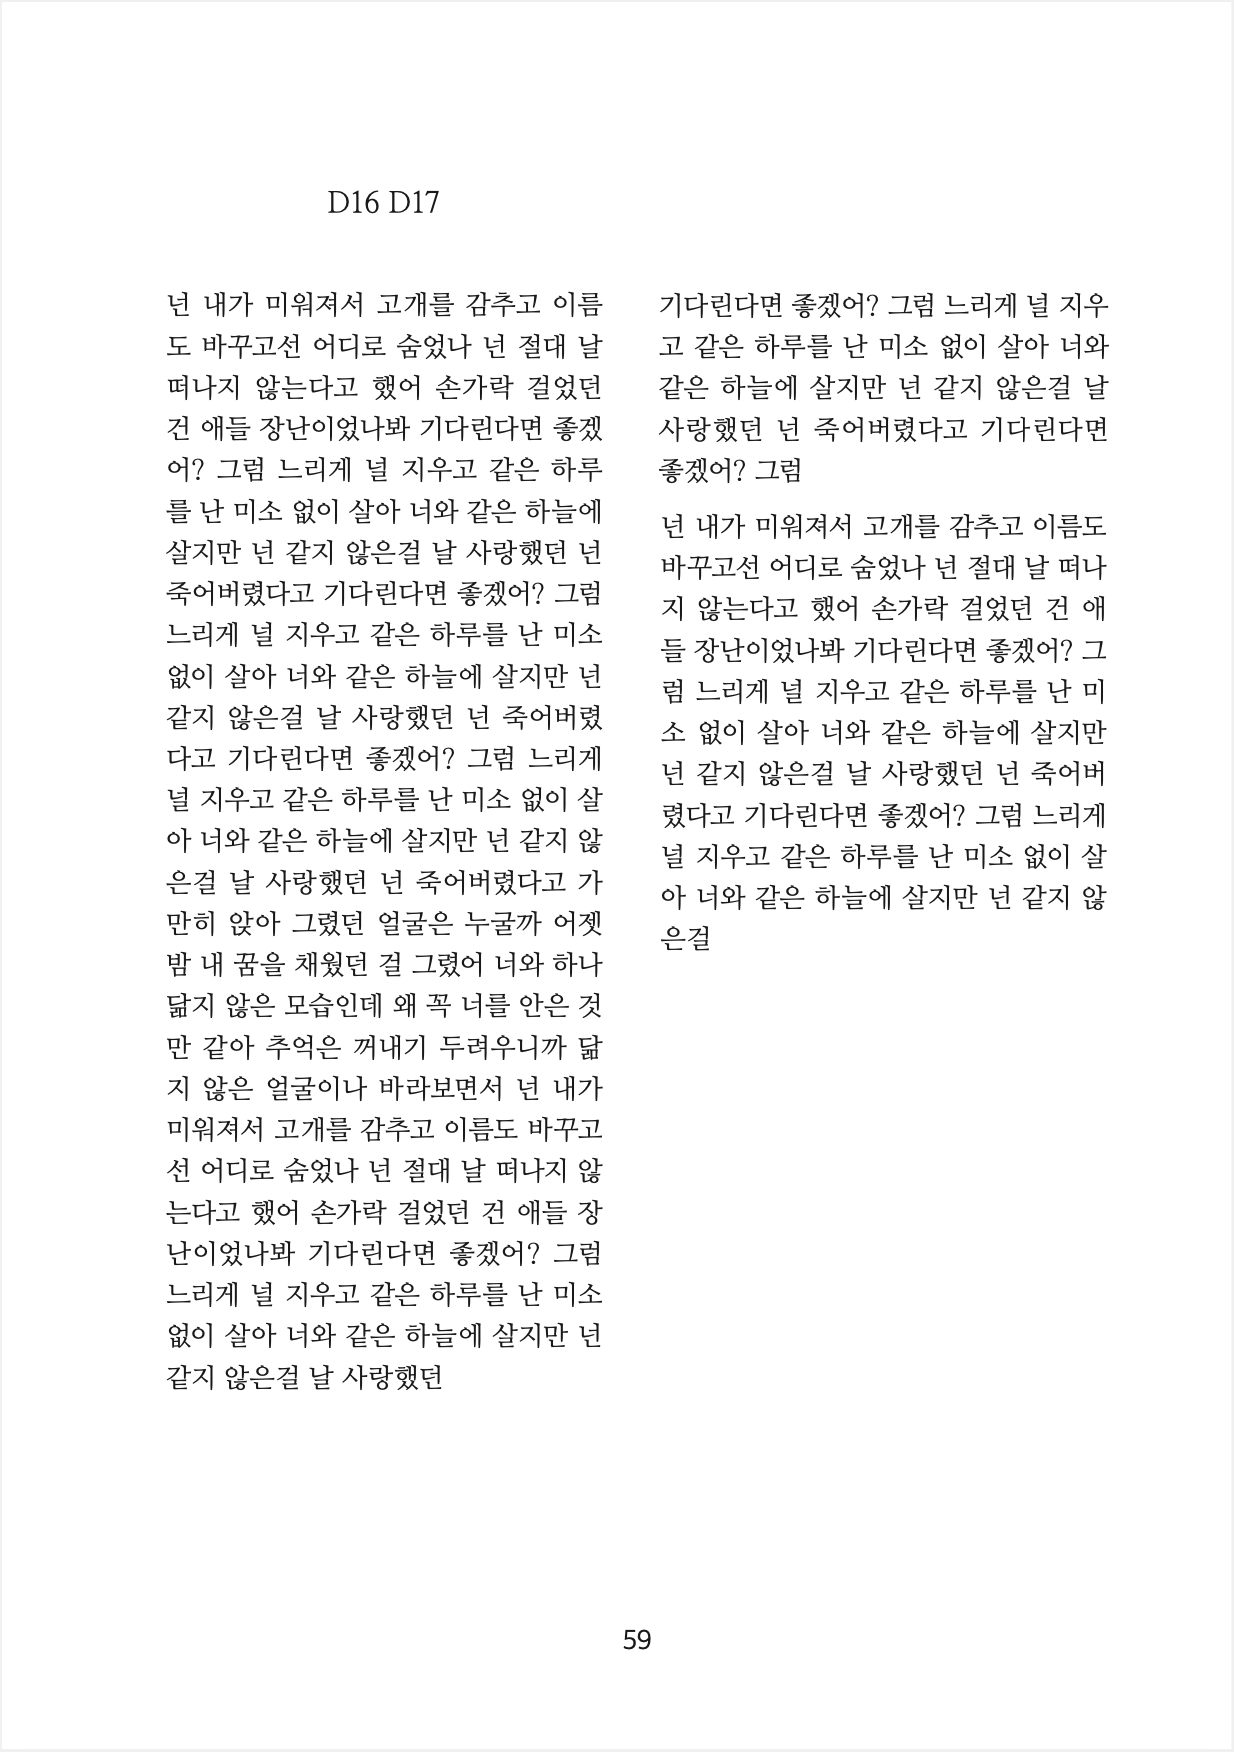 D16 D17
넌 내가 미워져서 고개를 감추고 이름
도 바꾸고선 어디로 숨었나 넌 절대 날
떠나지 않는다고 했어 손가락 걸었던
건 애들 장난이었나봐 기다린다면 좋겠
어? 그럼 느리게 널 지우고 같은 하루
를 난 미소 없이 살아 너와 같은 하늘에
살지만 넌 같지 않은걸 날 사랑했던 넌
죽어버렸다고 기다린다면 좋겠어? 그럼
느리게 널 지우고 같은 하루를 난 미소
없이 살아 너와 같은 하늘에 살지만 넌
같지 않은걸 날 사랑했던 넌 죽어버렸
다고 기다린다면 좋겠어? 그럼 느리게
널 지우고 같은 하루를 난 미소 없이 살
아 너와 같은 하늘에 살지만 넌 같지 않
은걸 날 사랑했던 넌 죽어버렸다고 가
만히 앉아 그렸던 얼굴은 누굴까 어젯
밤 내 꿈을 채웠던 걸 그렸어 너와 하나
닮지 않은 모습인데 왜 꼭 너를 안은 것
만 같아 추억은 꺼내기 두려우니까 닮
지 않은 얼굴이나 바라보면서 넌 내가
미워져서 고개를 감추고 이름도 바꾸고
선 어디로 숨었나 넌 절대 날 떠나지 않
는다고 했어 손가락 걸었던 건 애들 장
난이었나봐 기다린다면 좋겠어? 그럼
느리게 널 지우고 같은 하루를 난 미소
없이 살아 너와 같은 하늘에 살지만 넌
같지 않은걸 날 사랑했던
기다린다면 좋겠어? 그럼 느리게 널 지우
고 같은 하루를 난 미소 없이 살아 너와
같은 하늘에 살지만 넌 같지 않은걸 날
사랑했던 넌 죽어버렸다고 기다린다면
좋겠어? 그럼
넌 내가 미워져서 고개를 감추고 이름도
바꾸고선 어디로 숨었나 넌 절대 날 떠나
지 않는다고 했어 손가락 걸었던 건 애
들 장난이었나봐 기다린다면 좋겠어? 그
럼 느리게 널 지우고 같은 하루를 난 미
소 없이 살아 너와 같은 하늘에 살지만
넌 같지 않은걸 날 사랑했던 넌 죽어버
렸다고 기다린다면 좋겠어? 그럼 느리게
널 지우고 같은 하루를 난 미소 없이 살
아 너와 같은 하늘에 살지만 넌 같지 않
은걸
59